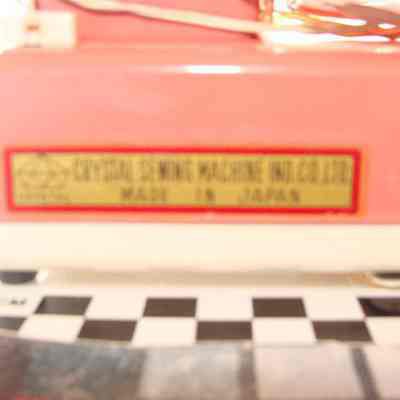 CRYSTAL SEWING MACHINE IND. CO. LTD.
MADE IN JAPAN